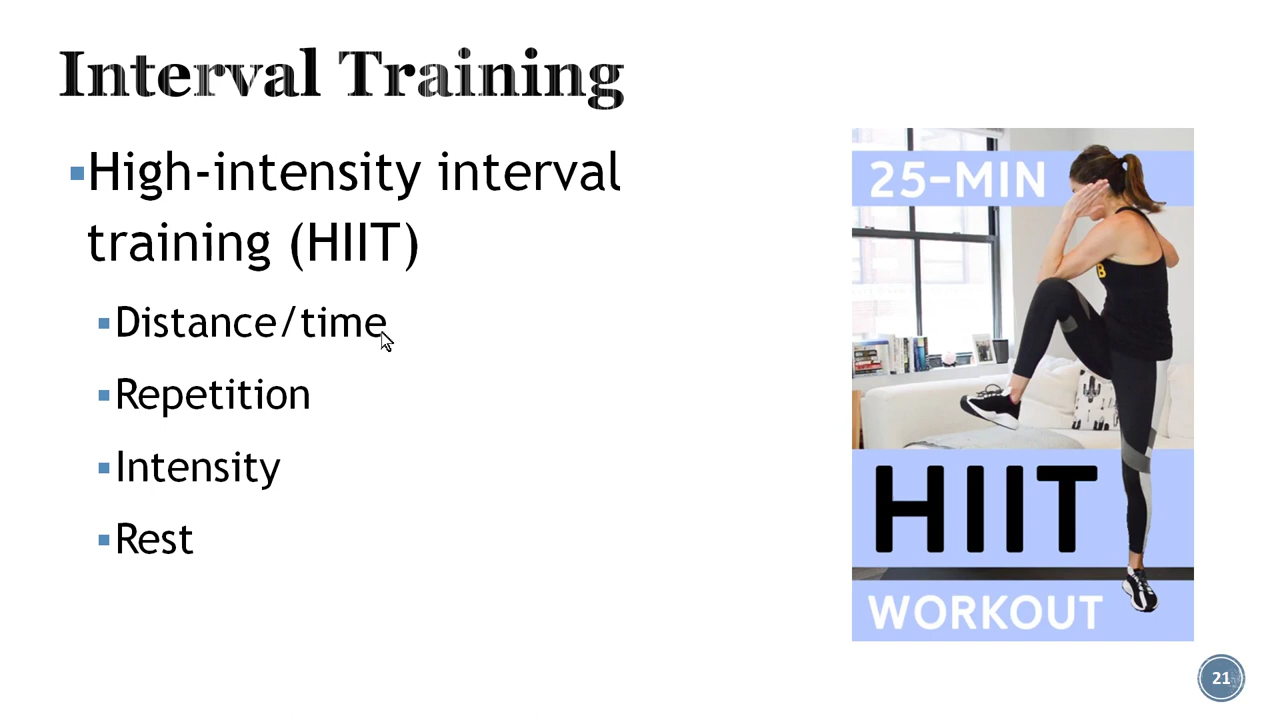 Interval Training
High-intensity interval
training (HIIT)
Distance/time
Repetition
Intensity
Rest
25-MIN
HIIT
WORKOUT
21